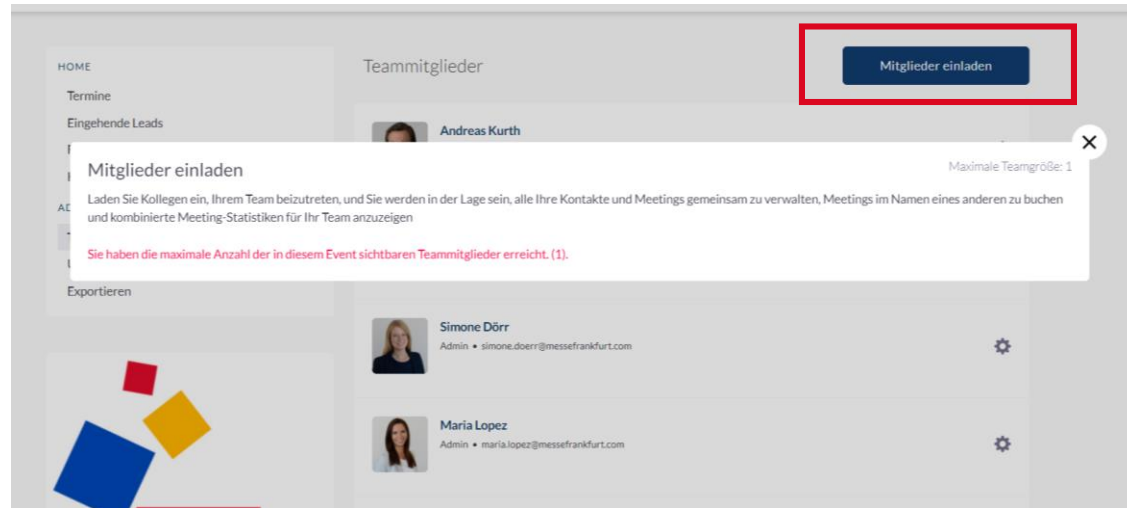 HOME
Termine
Eingehende Leads
Teammitglieder
Mitglieder einladen
Andreas Kurth
Mitglieder einladen
Maximale Teamgröße: 1
Laden Sie Kollegen ein, Ihrem Team beizutreten, und Sie werden in der Lage sein, alle Ihre Kontakte und Meetings gemeinsam zu verwalten, Meetings im Namen eines anderen zu buchen
und kombinierte Meeting-Statistiken für Ihr Team anzuzeigen
Sie haben die maximale Anzahl der in diesem Event sichtbaren Teammitglieder erreicht. (1).
Exportieren
Simone Dörr
Admin • simone.doerr@messefrankfurt.com
Maria Lopez
Admin • maria.lopez@messefrankfurt.com